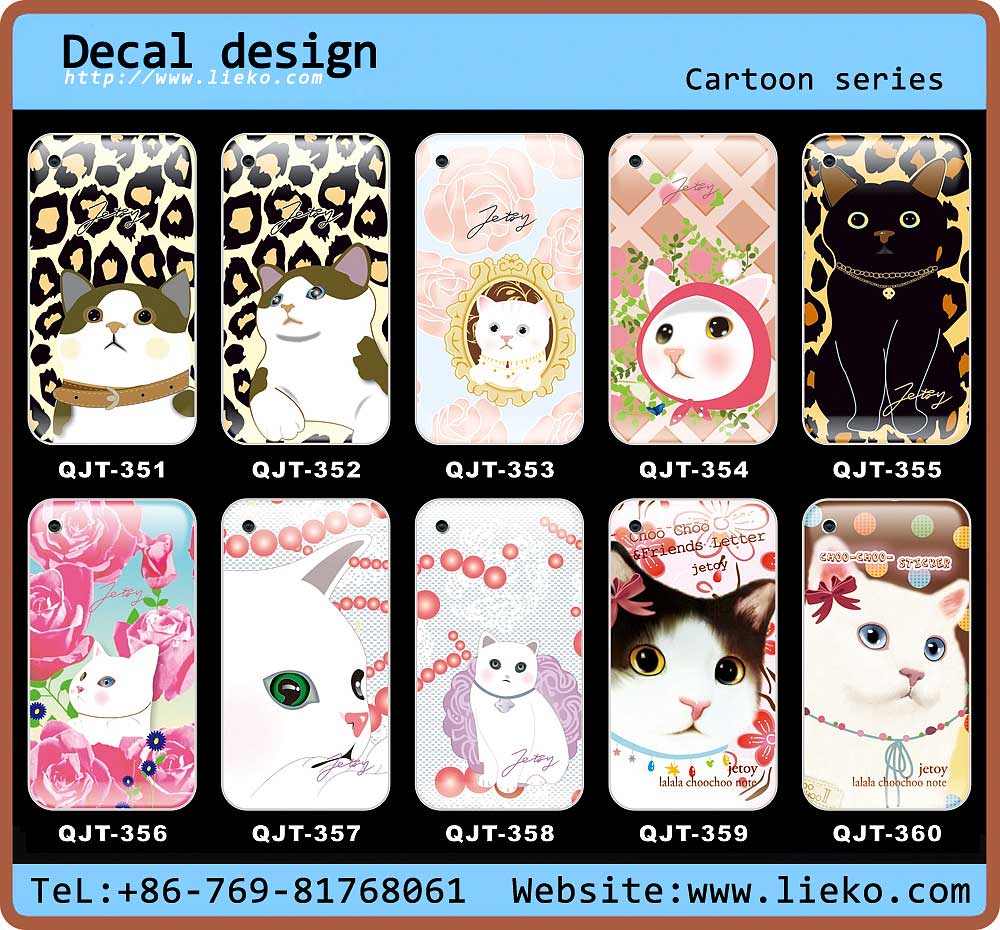 Decal design
http://www.lieko.com
Cartoon series
Jetoy
Jetoy
Jetoy
Jetoy
Jetoy
QJT-351
QJT-352
QJT-353
QJT-354
QJT-355
Jetoy
Choo Choo
&Friends Letter
jetoy
CHOO-CHOO- STICKER
Jetoy
Jetoy
jetoy
lalala choochoo note
jetoy
lalala choochoo note
QJT-356
QJT-357
QJT-358
QJT-359
QJT-360
TeL:+86-769-81768061
Website:www.lieko.com